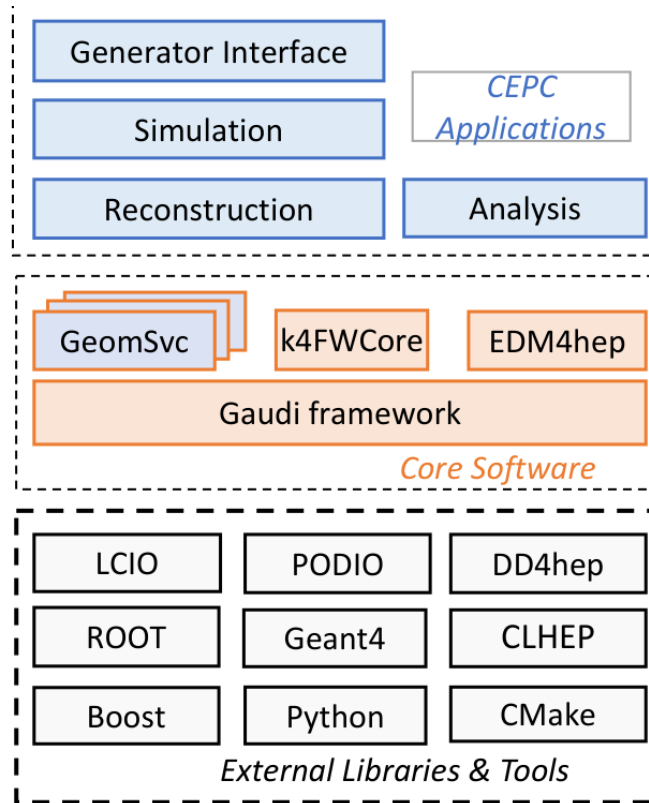 Generator Interface
CEPC
Applications
Simulation
Reconstruction
Analysis
GeomSvc
k4FWCore
EDM4hep
Gaudi framework
Core Software
LCIO
PODIO
DD4hep
ROOT
Geant4
CLHEP
Boost
Python
CMake
External Libraries & Tools